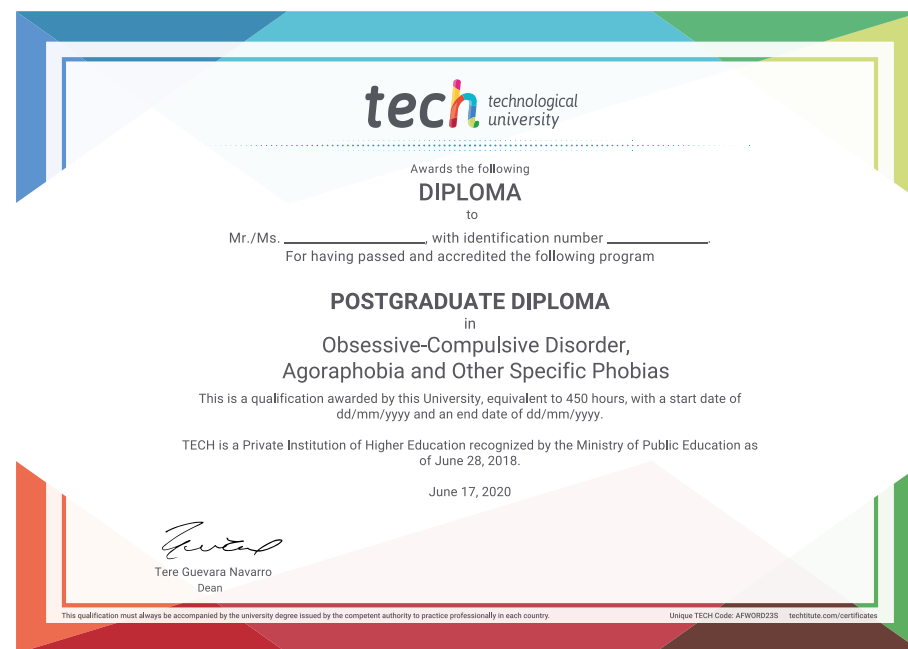 tech technological
university
Awards the following
DIPLOMA
to
Mr./Ms. ____________________, with identification number ______________.
For having passed and accredited the following program
POSTGRADUATE DIPLOMA
in
Obsessive-Compulsive Disorder,
Agoraphobia and Other Specific Phobias
This is a qualification awarded by this University, equivalent to 450 hours, with a start date of
dd/mm/yyyy and an end date of dd/mm/yyyy.
TECH is a Private Institution of Higher Education recognized by the Ministry of Public Education as
of June 28, 2018.
June 17, 2020
Tere Guevara Navarro
Dean
This qualification must always be accompanied by the university degree issued by the competent authority to practice professionally in each country. Unique TECH Code: AFWORD23S techtitute.com/certificates